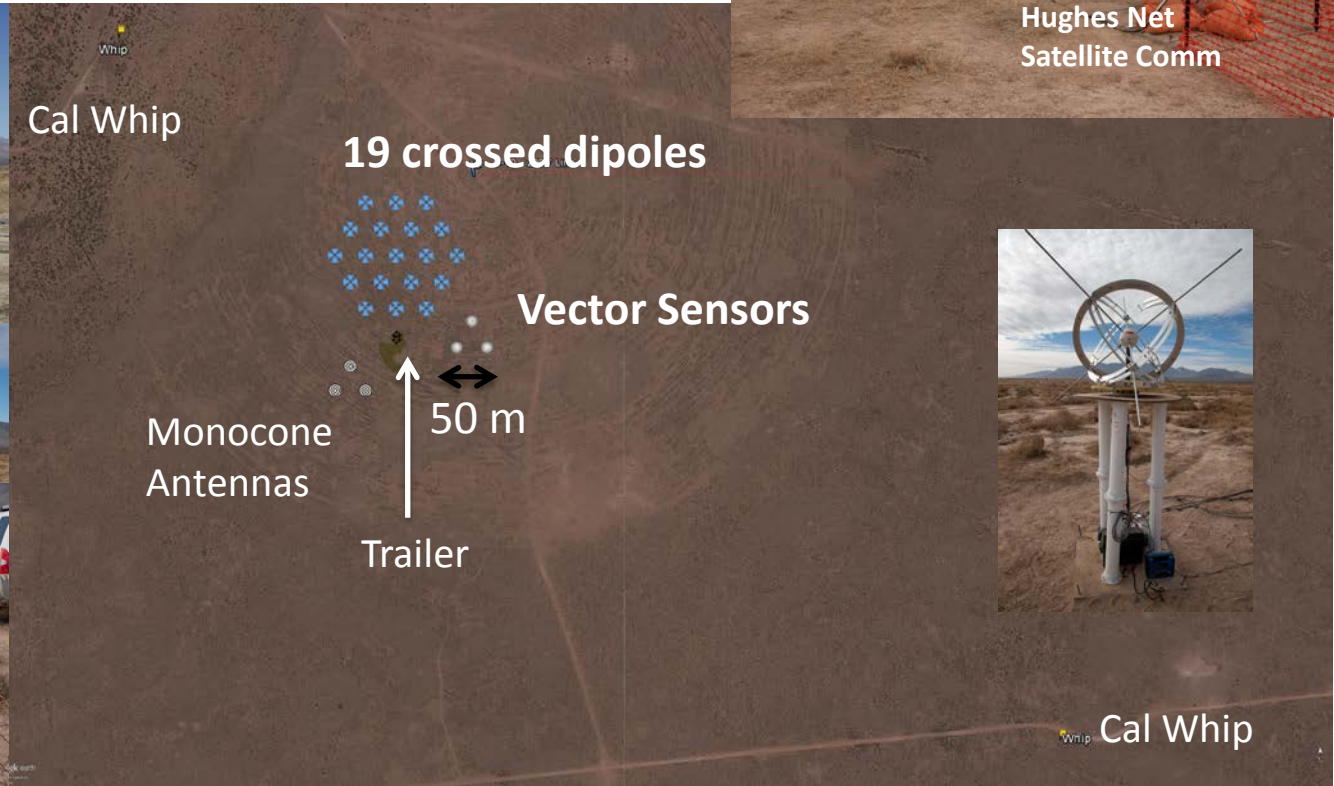 Hughes Net
Satellite Comm
Whip
Cal Whip
19 crossed dipoles
Vector Sensors
50 m
Monocone
Antennas
Trailer
Whip
Cal Whip